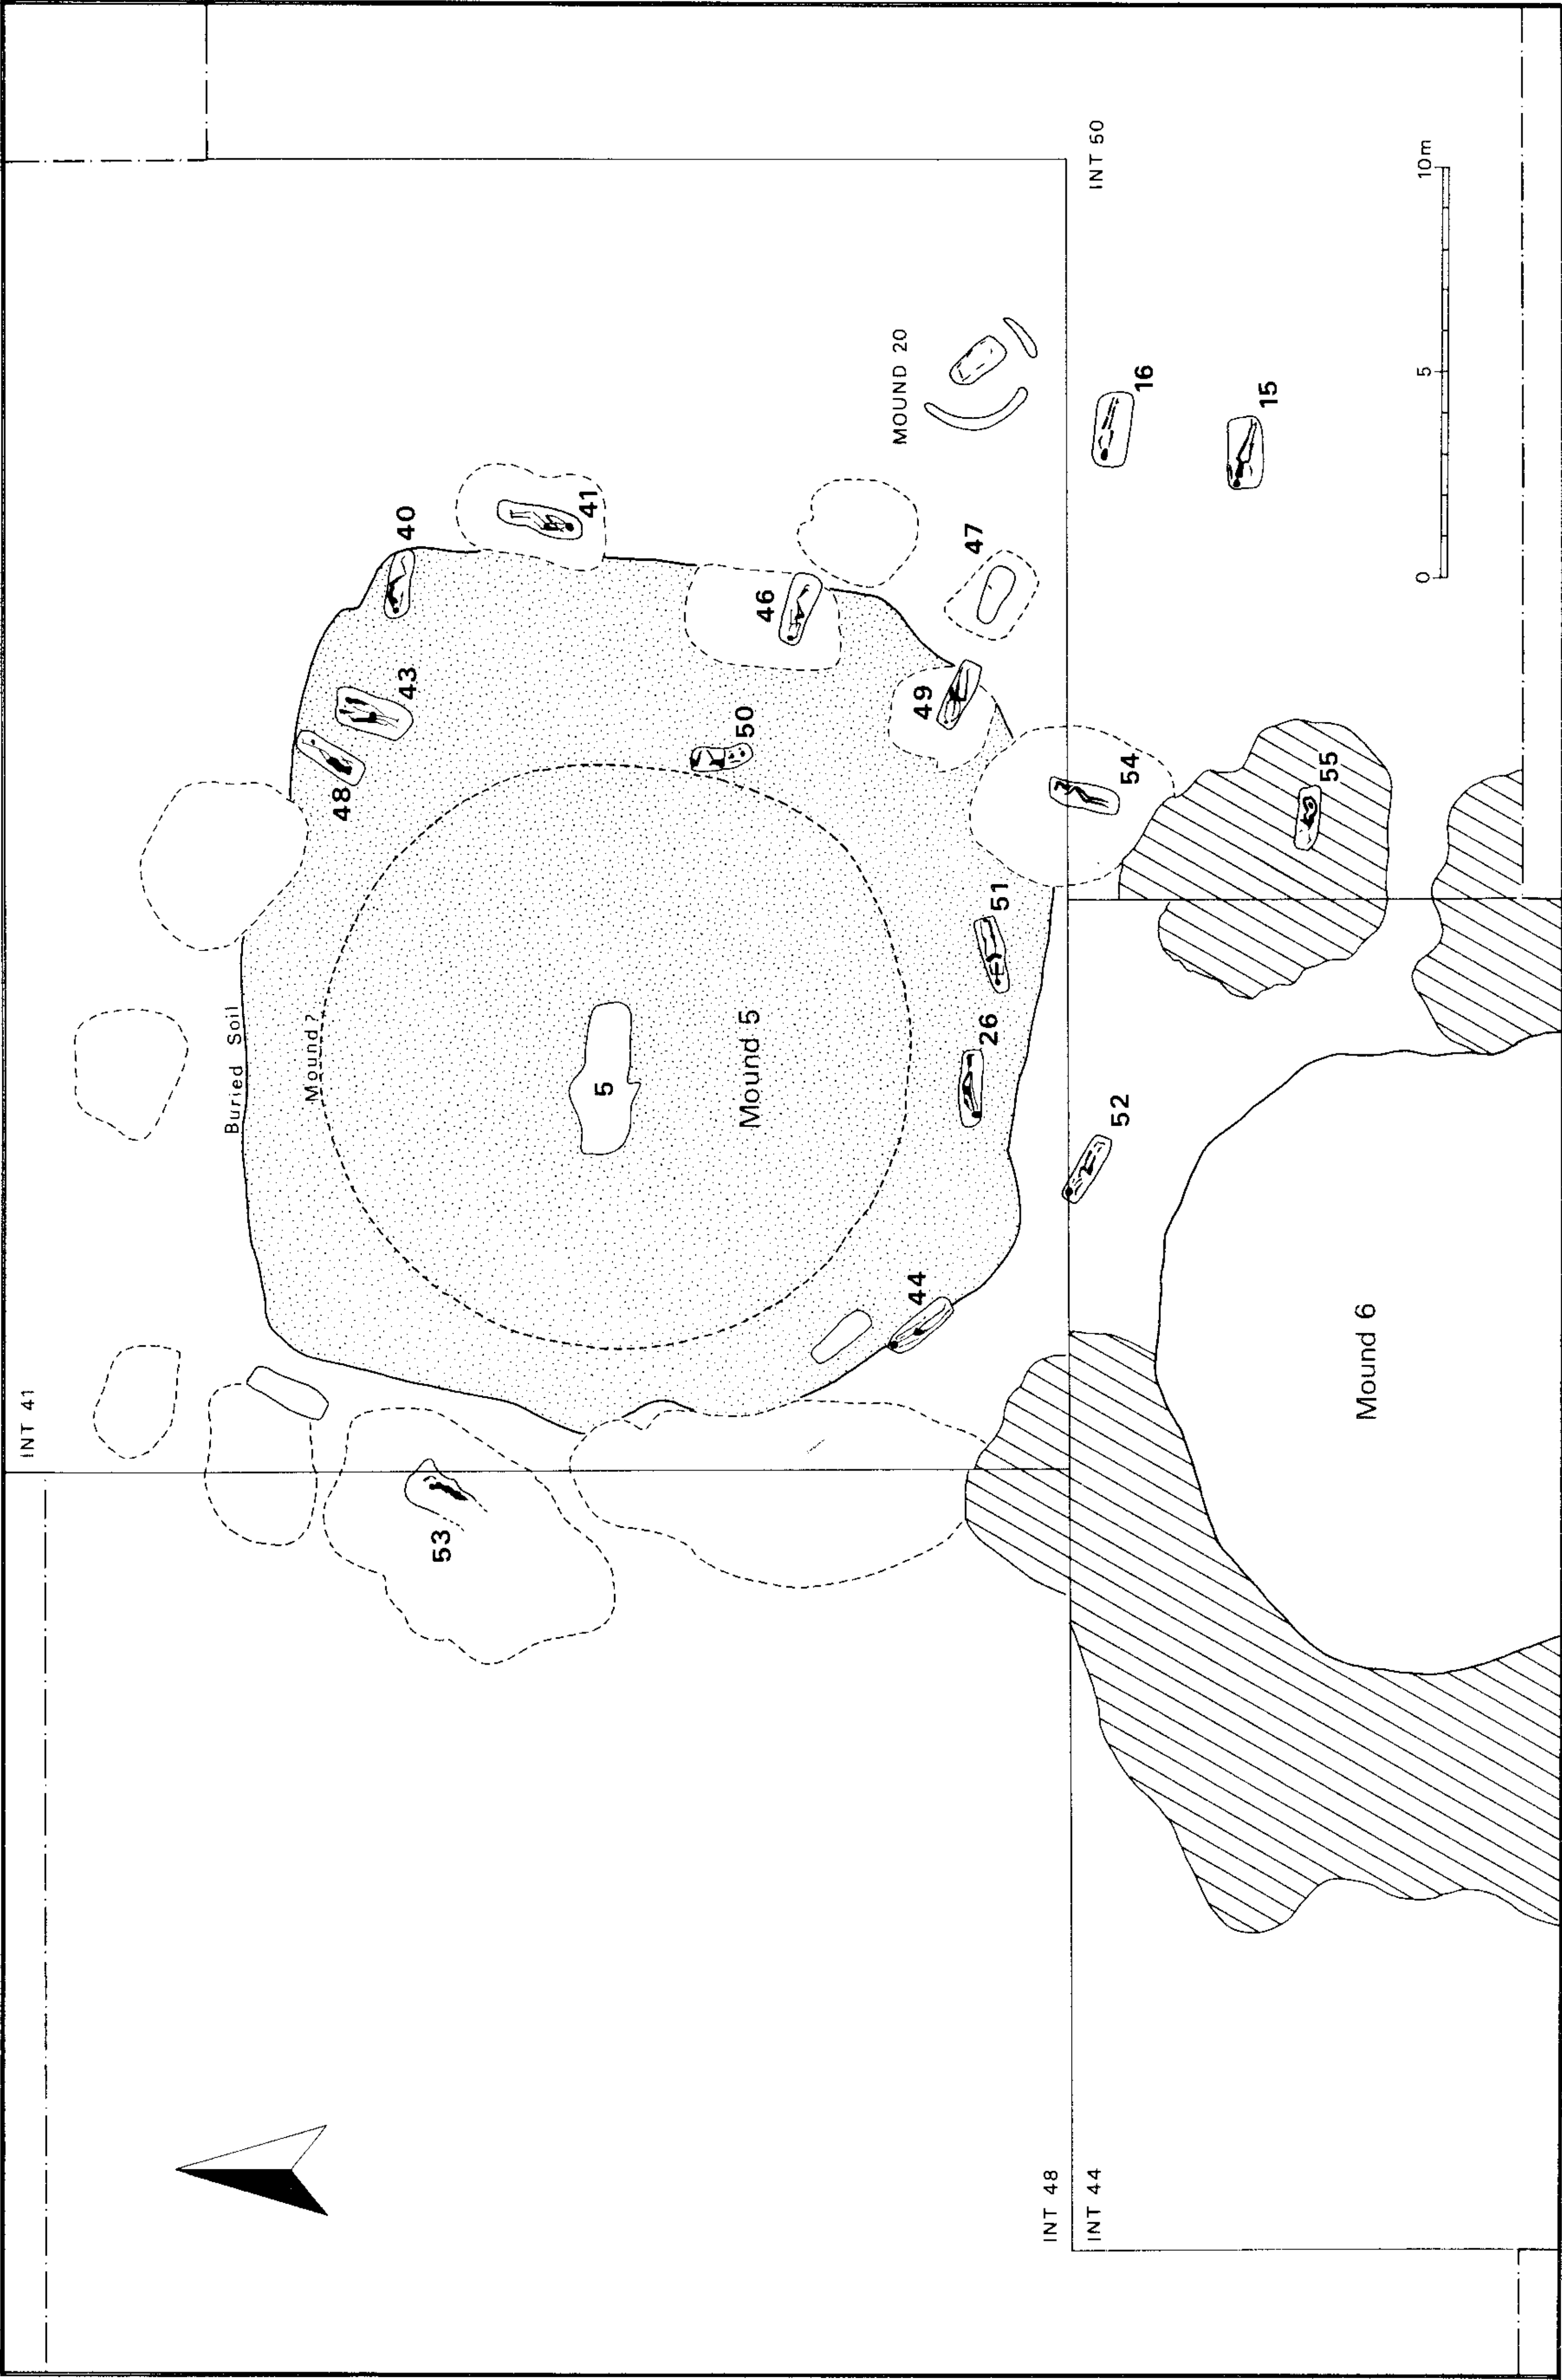 INT 41
Buried Soil
Mound ?
5
Mound 5
40
41
43
48
46
50
49
47
MOUND 20
44
26
51
54
53
52
55
16
15
INT 50
INT 48
INT 44
Mound 6
0
5
10m